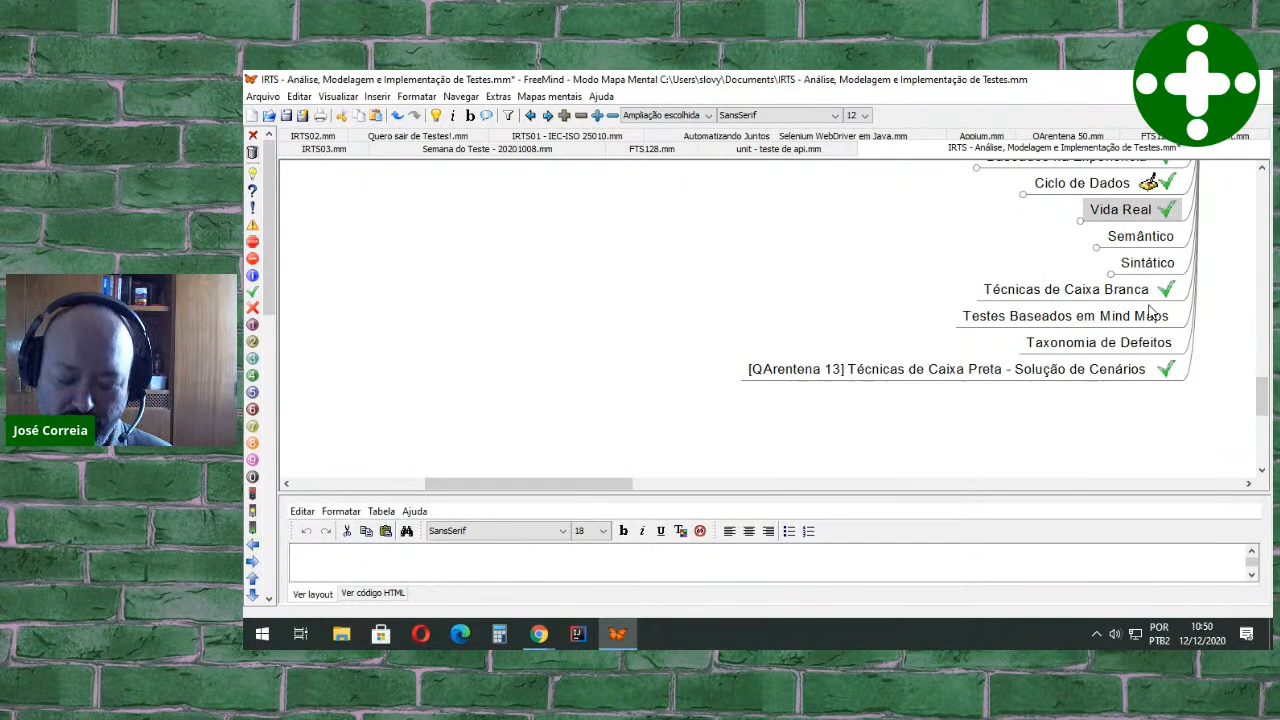 IRTS - Análise, Modelagem e Implementação de Testes.mm* - FreeMind - Modo Mapa Mental C:\Users\slovy\Documents\IRTS - Análise, Modelagem e Implementação de Testes.mm)
Arquivo Editar Visualizar Inserir Formatar Navegar Extras Mapas mentais Ajuda
Ampliação escolhida SansSerif 12
IRTS02.mm Quero sair de Testes!.mm IRTS01 - IEC-ISO 25010.mm Automatizando Juntos Selenium WebDriver em Java.mm Appium.mm QArentena 50.mm
IRTS03.mm Semana do Teste - 20201008.mm FTS128.mm unit - teste de api.mm IRTS - Análise, Modelagem e Implementação de Testes.mm*
Baseados na Experiência
Ciclo de Dados
Vida Real
Semântico
Sintático
Técnicas de Caixa Branca
Testes Baseados em Mind Maps
Taxonomia de Defeitos
[QArentena 13] Técnicas de Caixa Preta - Solução de Cenários
José Correia
Editar Formatar Tabela Ajuda
SansSerif 18
Ver layout Ver código HTML
POR 10:50
PTB2 12/12/2020